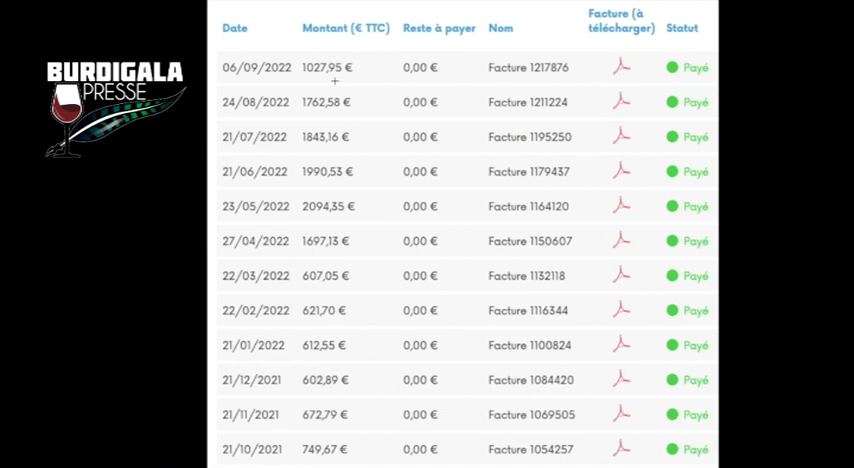 BURDIGALA
PRESSE
Date Montant (€ TTC) Reste à payer Nom Facture (à télécharger) Statut
06/09/2022 1027,95 € 0,00 € Facture 1217876 Payé
24/08/2022 1762,58 € 0,00 € Facture 1211224 Payé
21/07/2022 1843,16 € 0,00 € Facture 1195250 Payé
21/06/2022 1990,53 € 0,00 € Facture 1179437 Payé
23/05/2022 2094,35 € 0,00 € Facture 1164120 Payé
27/04/2022 1697,13 € 0,00 € Facture 1150607 Payé
22/03/2022 607,05 € 0,00 € Facture 1132118 Payé
22/02/2022 621,70 € 0,00 € Facture 1116344 Payé
21/01/2022 612,55 € 0,00 € Facture 1100824 Payé
21/12/2021 602,89 € 0,00 € Facture 1084420 Payé
21/11/2021 672,79 € 0,00 € Facture 1069505 Payé
21/10/2021 749,67 € 0,00 € Facture 1054257 Payé